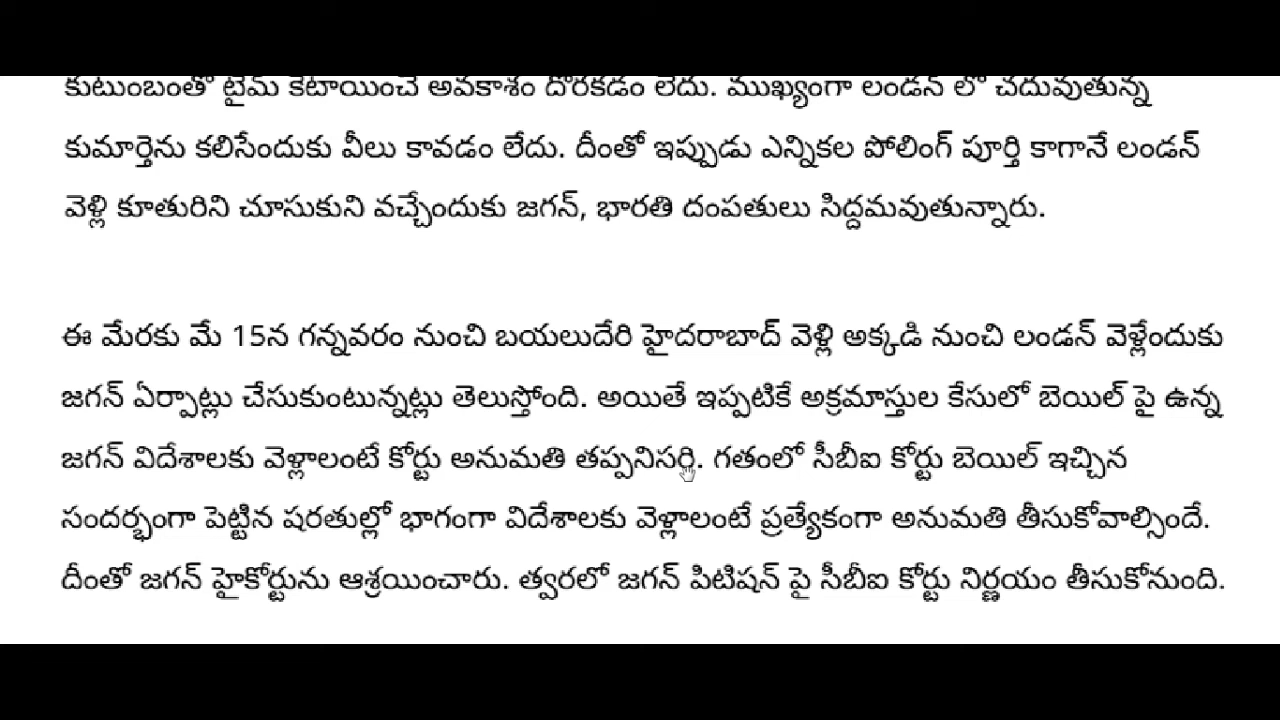 కుటుంబంతో టైమ్ కేటాయించే అవకాశం దొరకడం లేదు. ముఖ్యంగా లండన్ లో చదువుతున్న
కుమార్తెను కలిసేందుకు వీలు కావడం లేదు. దీంతో ఇప్పుడు ఎన్నికల పోలింగ్ పూర్తి కాగానే లండన్
వెళ్లి కూతురిని చూసుకుని వచ్చేందుకు జగన్, భారతి దంపతులు సిద్దమవుతున్నారు.
ఈ మేరకు మే 15న గన్నవరం నుంచి బయలుదేరి హైదరాబాద్ వెళ్లి అక్కడి నుంచి లండన్ వెళ్లేందుకు
జగన్ ఏర్పాట్లు చేసుకుంటున్నట్లు తెలుస్తోంది. అయితే ఇప్పటికే అక్రమాస్తుల కేసులో బెయిల్ పై ఉన్న
జగన్ విదేశాలకు వెళ్లాలంటే కోర్టు అనుమతి తప్పనిసరి. గతంలో సీబీఐ కోర్టు బెయిల్ ఇచ్చిన
సందర్భంగా పెట్టిన షరతుల్లో భాగంగా విదేశాలకు వెళ్లాలంటే ప్రత్యేకంగా అనుమతి తీసుకోవాల్సిందే.
దీంతో జగన్ హైకోర్టును ఆశ్రయించారు. త్వరలో జగన్ పిటిషన్ పై సీబీఐ కోర్టు నిర్ణయం తీసుకోనుంది.